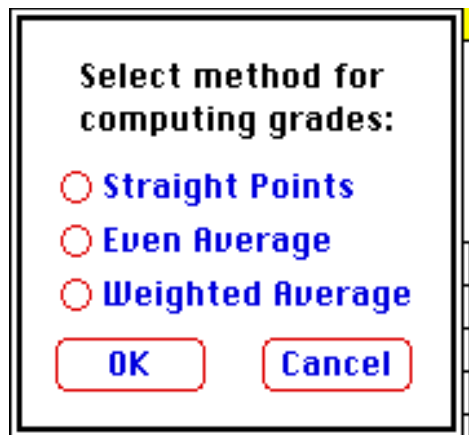 Select method for
computing grades:
Straight Points
Even Average
Weighted Average
OK Cancel